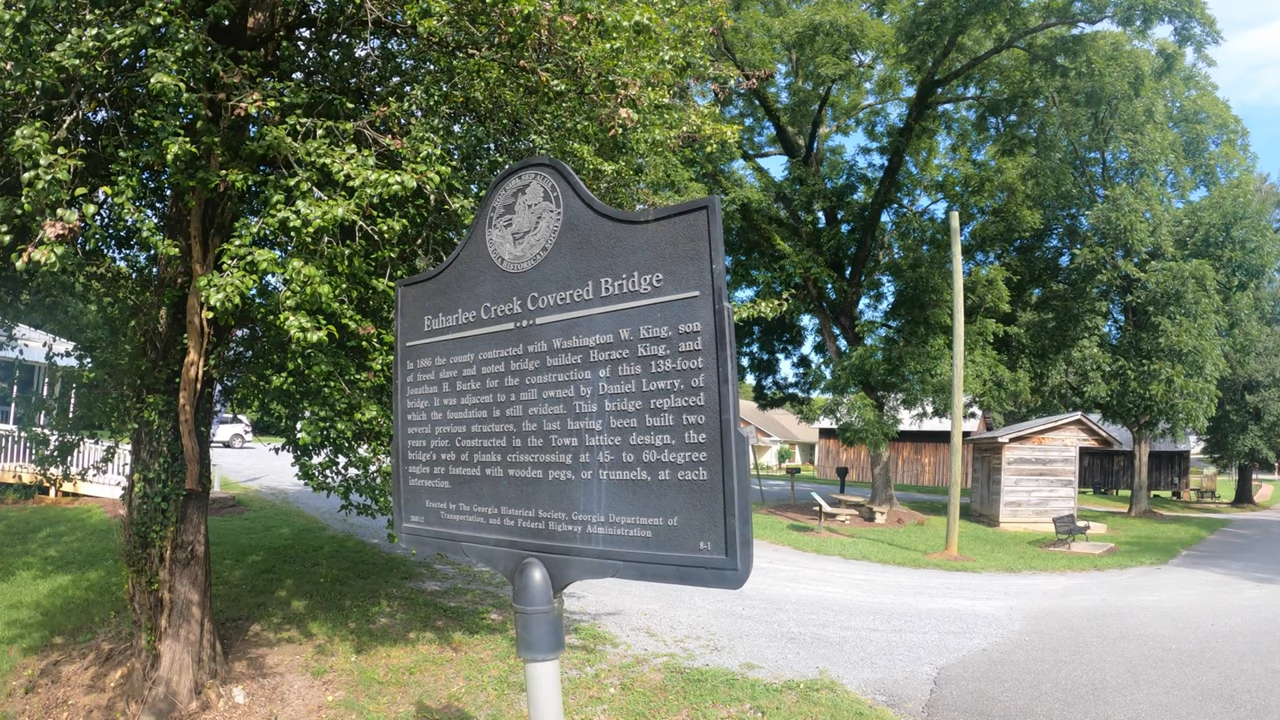 GEORGIA HISTORICAL SOCIETY
Euharlee Creek Covered Bridge
In 1886 the county contracted with Washington W. King, son
of freed slave and noted bridge builder Horace King, and
Jonathan H. Burke for the construction of this 138-foot
bridge. It was adjacent to a mill owned by Daniel Lowry, of
which the foundation is still evident. This bridge replaced
several previous structures, the last having been built two
years prior. Constructed in the Town lattice design, the
bridge's web of planks crisscrossing at 45- to 60-degree
angles are fastened with wooden pegs, or trunnels, at each
intersection.
Erected by The Georgia Historical Society, Georgia Department of
Transportation, and the Federal Highway Administration
8-1